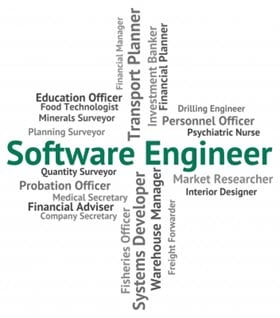 Financial Manager
Transport Planner
Investment Banker
Financial Planner
Education Officer
Food Technologist
Minerals Surveyor
Planning Surveyor
Drilling Engineer
Personnel Officer
Psychiatric Nurse
Software Engineer
Quantity Surveyor
Probation Officer
Medical Secretary
Financial Adviser
Company Secretary
Market Researcher
Interior Designer
Fisheries Officer
Systems Developer
Warehouse Manager
Freight Forwarder